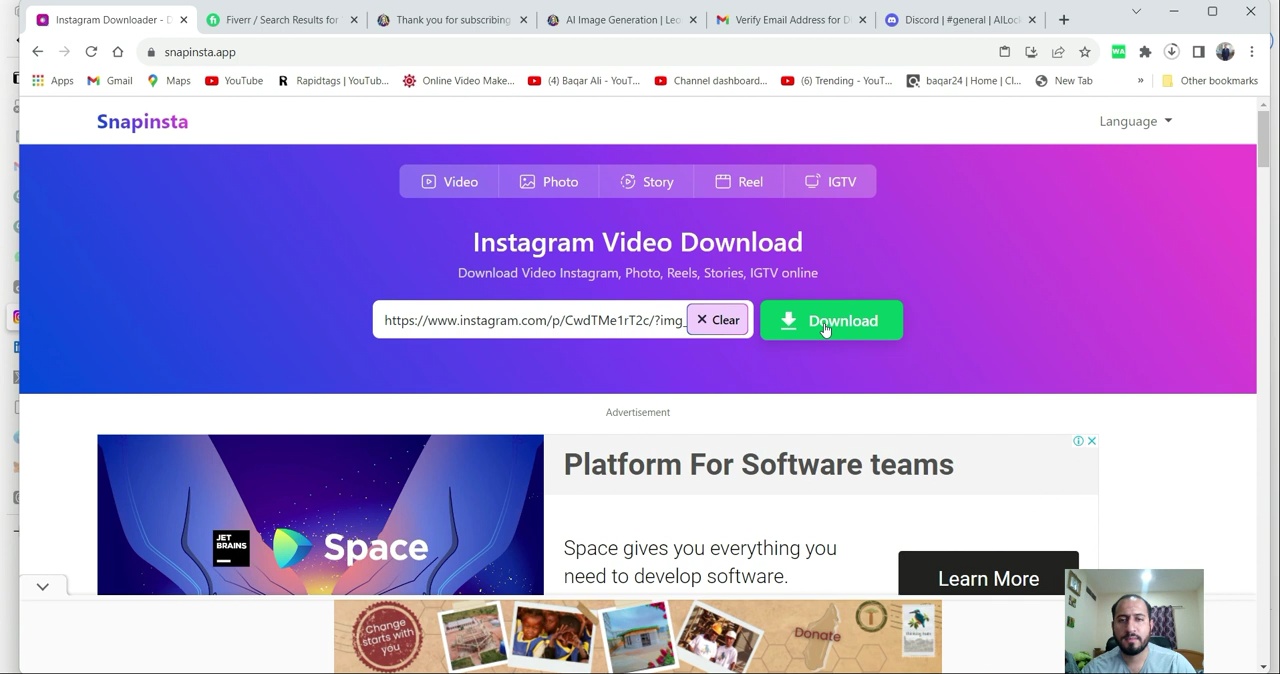 Instagram Downloader - D
Fiverr / Search Results for
Thank you for subscribing
AI Image Generation | Leo
Verify Email Address for D
Discord | #general | AILoc
snapinsta.app
Apps
Gmail
Maps
YouTube
Rapidtags | YouTub...
Online Video Make...
(4) Baqar Ali - YouT...
Channel dashboard...
(6) Trending - YouT...
baqar24 | Home | Cl...
New Tab
»
Other bookmarks
Snapinsta
Language
Video
Photo
Story
Reel
IGTV
Instagram Video Download
Download Video Instagram, Photo, Reels, Stories, IGTV online
https://www.instagram.com/p/CwdTMe1rT2c/?img_
Clear
Download
Advertisement
Platform For Software teams
JET
BRAINS
Space
Space gives you everything you
need to develop software.
Learn More
Change
starts with
you
Donate